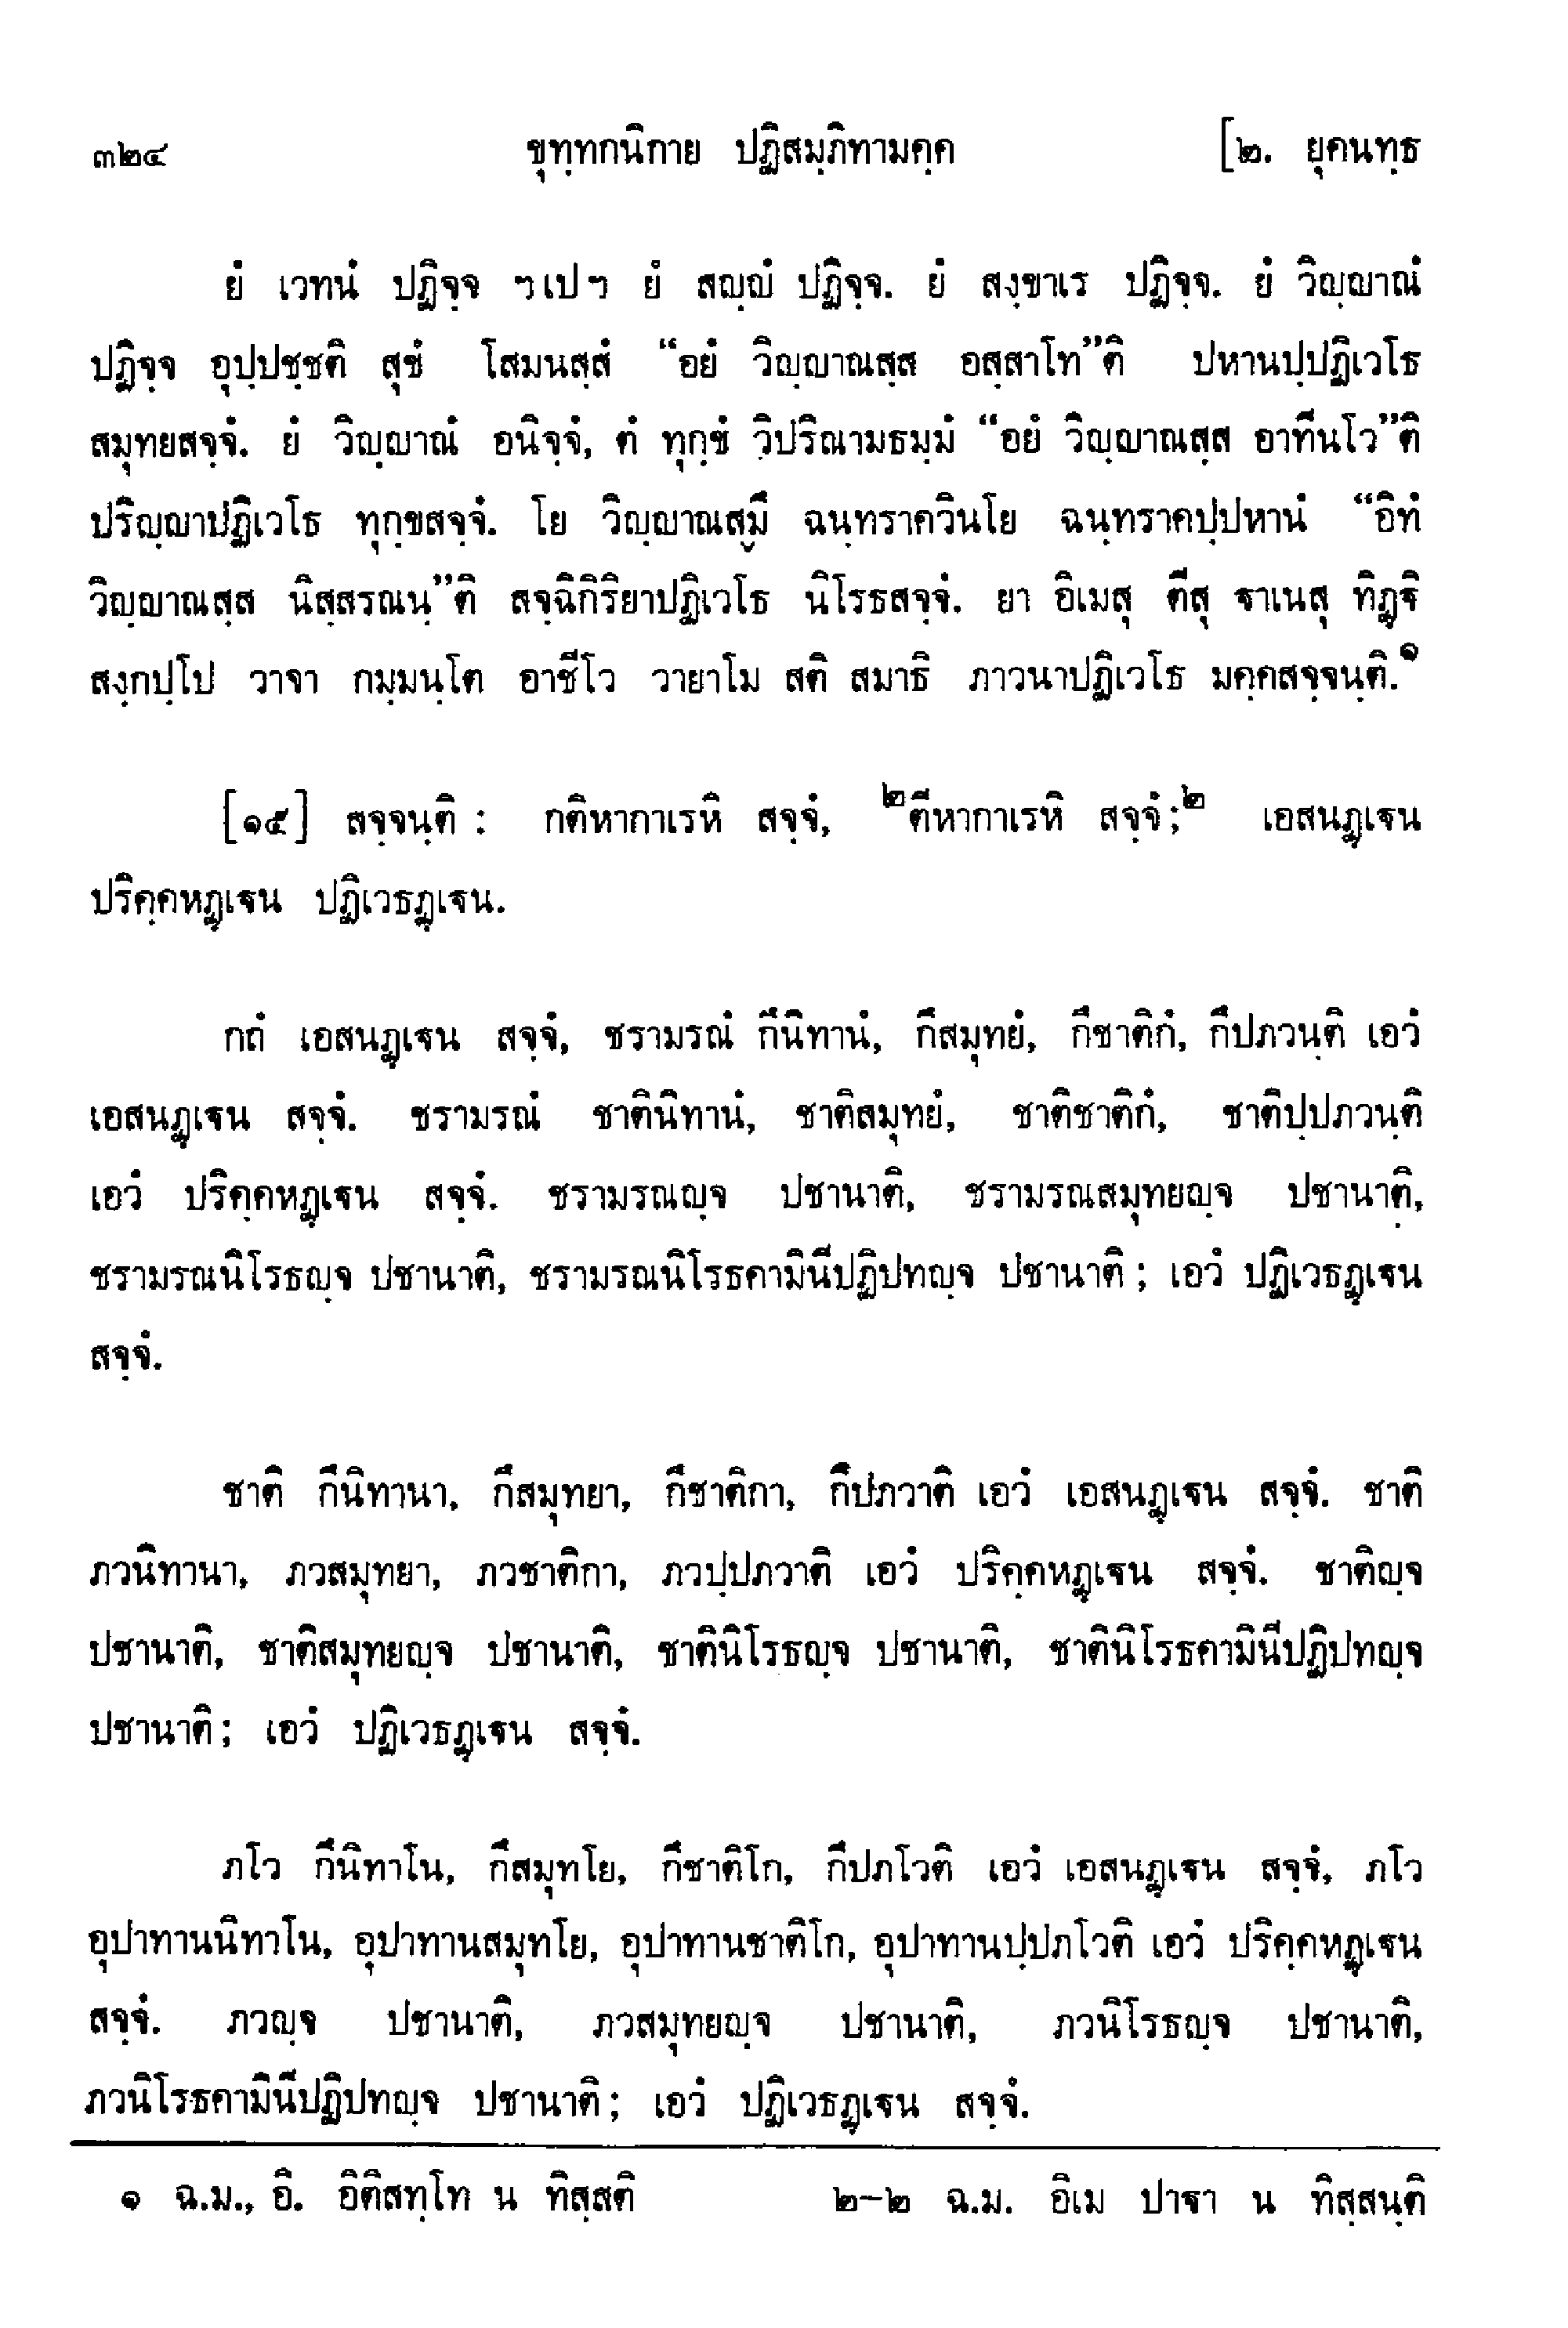 ๓๒๔ ขุทฺทกนิกาย ปฏิสมฺภิทามคฺค [๒. ยุคนทฺธ
ยํ เวทนํ ปฏิจฺจ ฯเปฯ ยํ สญฺญํ ปฏิจฺจ. ยํ สงฺขาเร ปฏิจฺจ. ยํ วิญฺญาณํ
ปฏิจฺจ อุปฺปชฺชติ สุขํ โสมนสฺสํ “อยํ วิญฺญาณสฺส อสฺสาโท”ติ ปหานปฺปฏิเวโธ
สมุทยสจฺจํ. ยํ วิญฺญาณํ อนิจฺจํ, ตํ ทุกฺขํ วิปริณามธมฺมํ “อยํ วิญฺญาณสฺส อาทีนโว”ติ
ปริญฺญาปฏิเวโธ ทุกฺขสจฺจํ. โย วิญฺญาณสฺมึ ฉนฺทราควินโย ฉนฺทราคปฺปหานํ “อิทํ
วิญฺญาณสฺส นิสฺสรณนฺ”ติ สจฺฉิกิริยาปฏิเวโธ นิโรธสจฺจํ. ยา อิเมสุ ตีสุ ฐาเนสุ ทิฏฺฐิ
สงฺกปฺโป วาจา กมฺมนฺโต อาชีโว วายาโม สติ สมาธิ ภาวนาปฏิเวโธ มคฺคสจฺจนฺติ.๑
[๑๕] สจฺจนฺติ : กติหากาเรหิ สจฺจํ, ๒ตีหากาเรหิ สจฺจํ;๒ เอสนฏฺเฐน
ปริคฺคหฏฺเฐน ปฏิเวธฏฺเฐน.
กถํ เอสนฏฺเฐน สจฺจํ, ชรามรณํ กึนิทานํ, กึสมุทยํ, กึชาติกํ, กึปภวนฺติ เอวํ
เอสนฏฺเฐน สจฺจํ. ชรามรณํ ชาตินิทานํ, ชาติสมุทยํ, ชาติชาติกํ, ชาติปฺปภวนฺติ
เอวํ ปริคฺคหฏฺเฐน สจฺจํ. ชรามรณญฺจ ปชานาติ, ชรามรณสมุทยญฺจ ปชานาติ,
ชรามรณนิโรธญฺจ ปชานาติ, ชรามรณนิโรธคามินีปฏิปทญฺจ ปชานาติ ; เอวํ ปฏิเวธฏฺเฐน
สจฺจํ.
ชาติ กึนิทานา, กึสมุทยา, กึชาติกา, กึปภวาติ เอวํ เอสนฏฺเฐน สจฺจํ. ชาติ
ภวนิทานา, ภวสมุทยา, ภวชาติกา, ภวปฺปภวาติ เอวํ ปริคฺคหฏฺเฐน สจฺจํ. ชาติญฺจ
ปชานาติ, ชาติสมุทยญฺจ ปชานาติ, ชาตินิโรธญฺจ ปชานาติ, ชาตินิโรธคามินีปฏิปทญฺจ
ปชานาติ ; เอวํ ปฏิเวธฏฺเฐน สจฺจํ.
ภโว กึนิทาโน, กึสมุทโย, กึชาติโก, กึปภโวติ เอวํ เอสนฏฺเฐน สจฺจํ, ภโว
อุปาทานนิทาโน, อุปาทานสมุทโย, อุปาทานชาติโก, อุปาทานปฺปภโวติ เอวํ ปริคฺคหฏฺเฐน
สจฺจํ. ภวญฺจ ปชานาติ, ภวสมุทยญฺจ ปชานาติ, ภวนิโรธญฺจ ปชานาติ,
ภวนิโรธคามินีปฏิปทญฺจ ปชานาติ ; เอวํ ปฏิเวธฏฺเฐน สจฺจํ.
๑ ฉ.ม., อิ. อิติสทฺโท น ทิสฺสติ ๒-๒ ฉ.ม. อิเม ปาฐา น ทิสฺสนฺติ